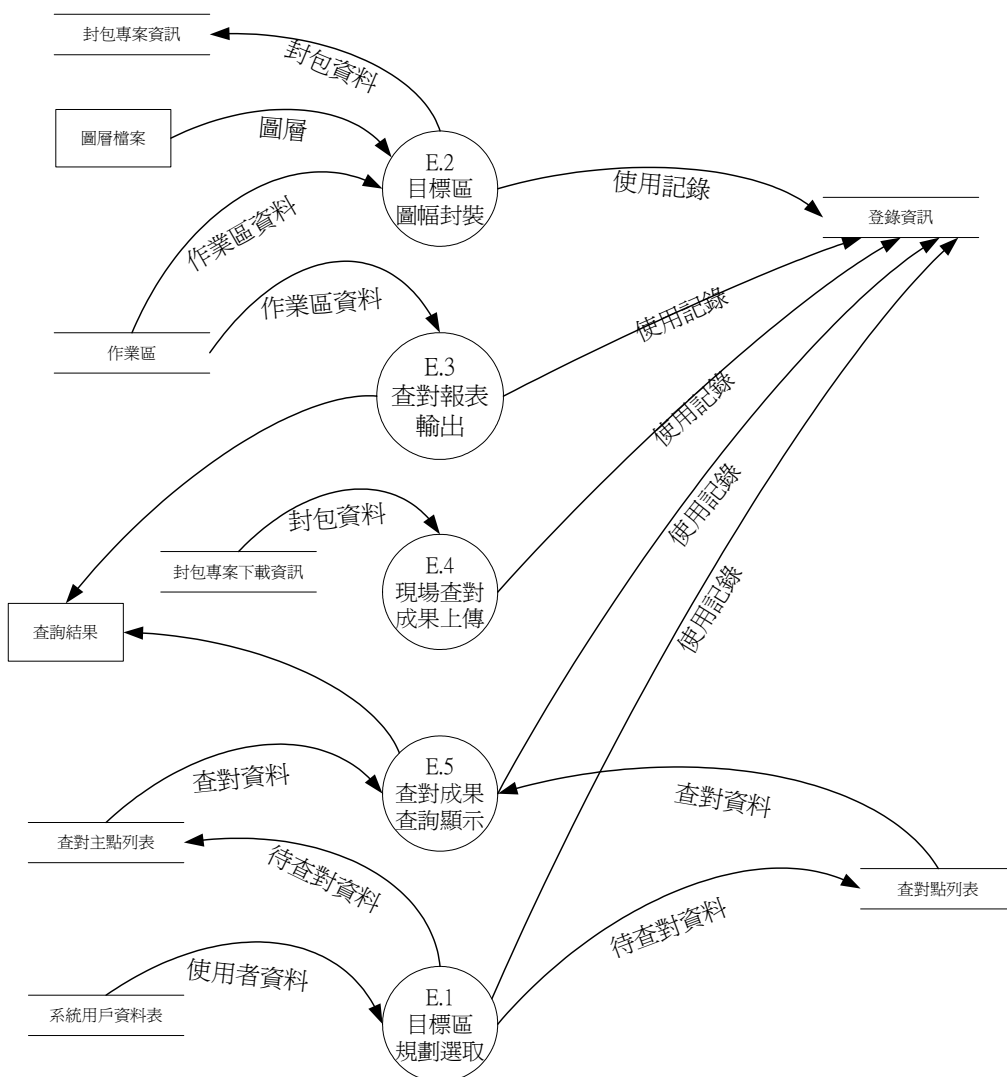 封包專案資訊
封包資料
圖層檔案
圖層
E.2
目標區
圖幅封裝
使用記錄
登錄資訊
作業區資料
作業區資料
作業區
E.3
查對報表
輸出
使用記錄
使用記錄
封包資料
封包專案下載資訊
E.4
現場查對
成果上傳
使用記錄
使用記錄
查詢結果
查對資料
E.5
查對成果
查詢顯示
查對資料
查對主點列表
待查對資料
查對點列表
待查對資料
使用者資料
系統用戶資料表
E.1
目標區
規劃選取